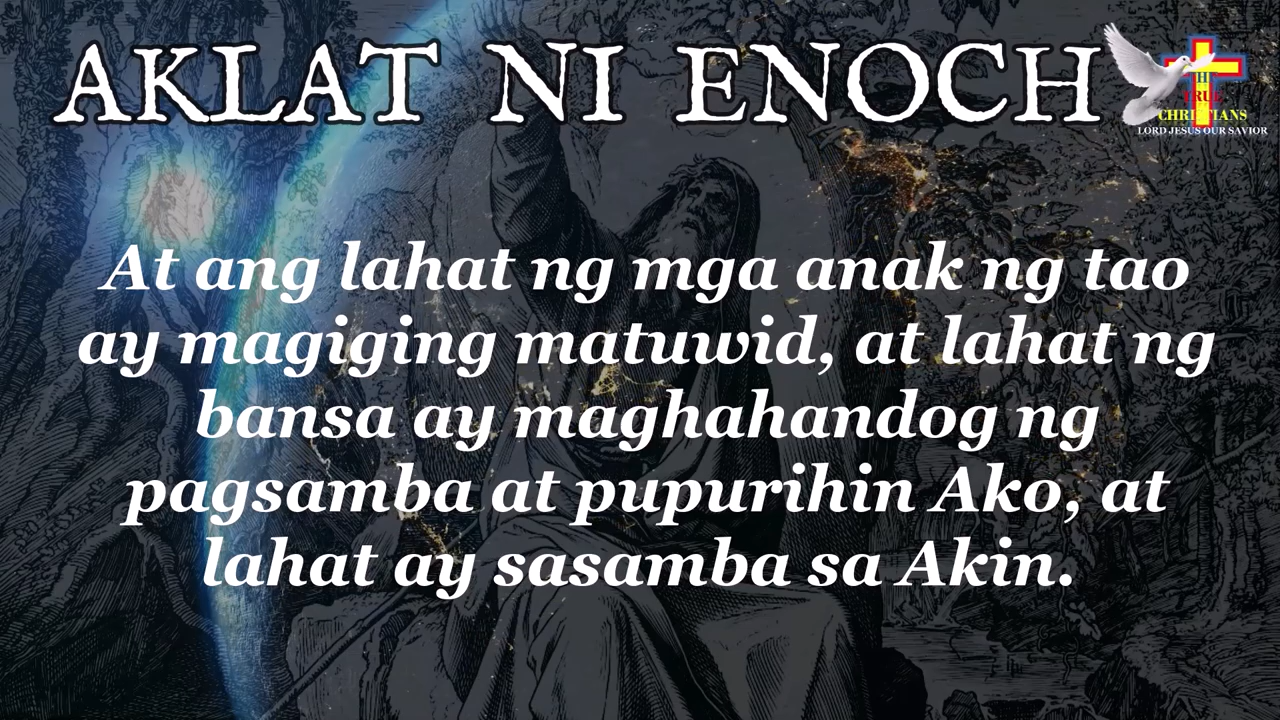 AKLAT NI ENOCH
TRUE
CHRISTIANS
LORD JESUS OUR SAVIOR
At ang lahat ng mga anak ng tao
ay magiging matuwid, at lahat ng
bansa ay maghahandog ng
pagsamba at pupurihin Ako, at
lahat ay sasamba sa Akin.